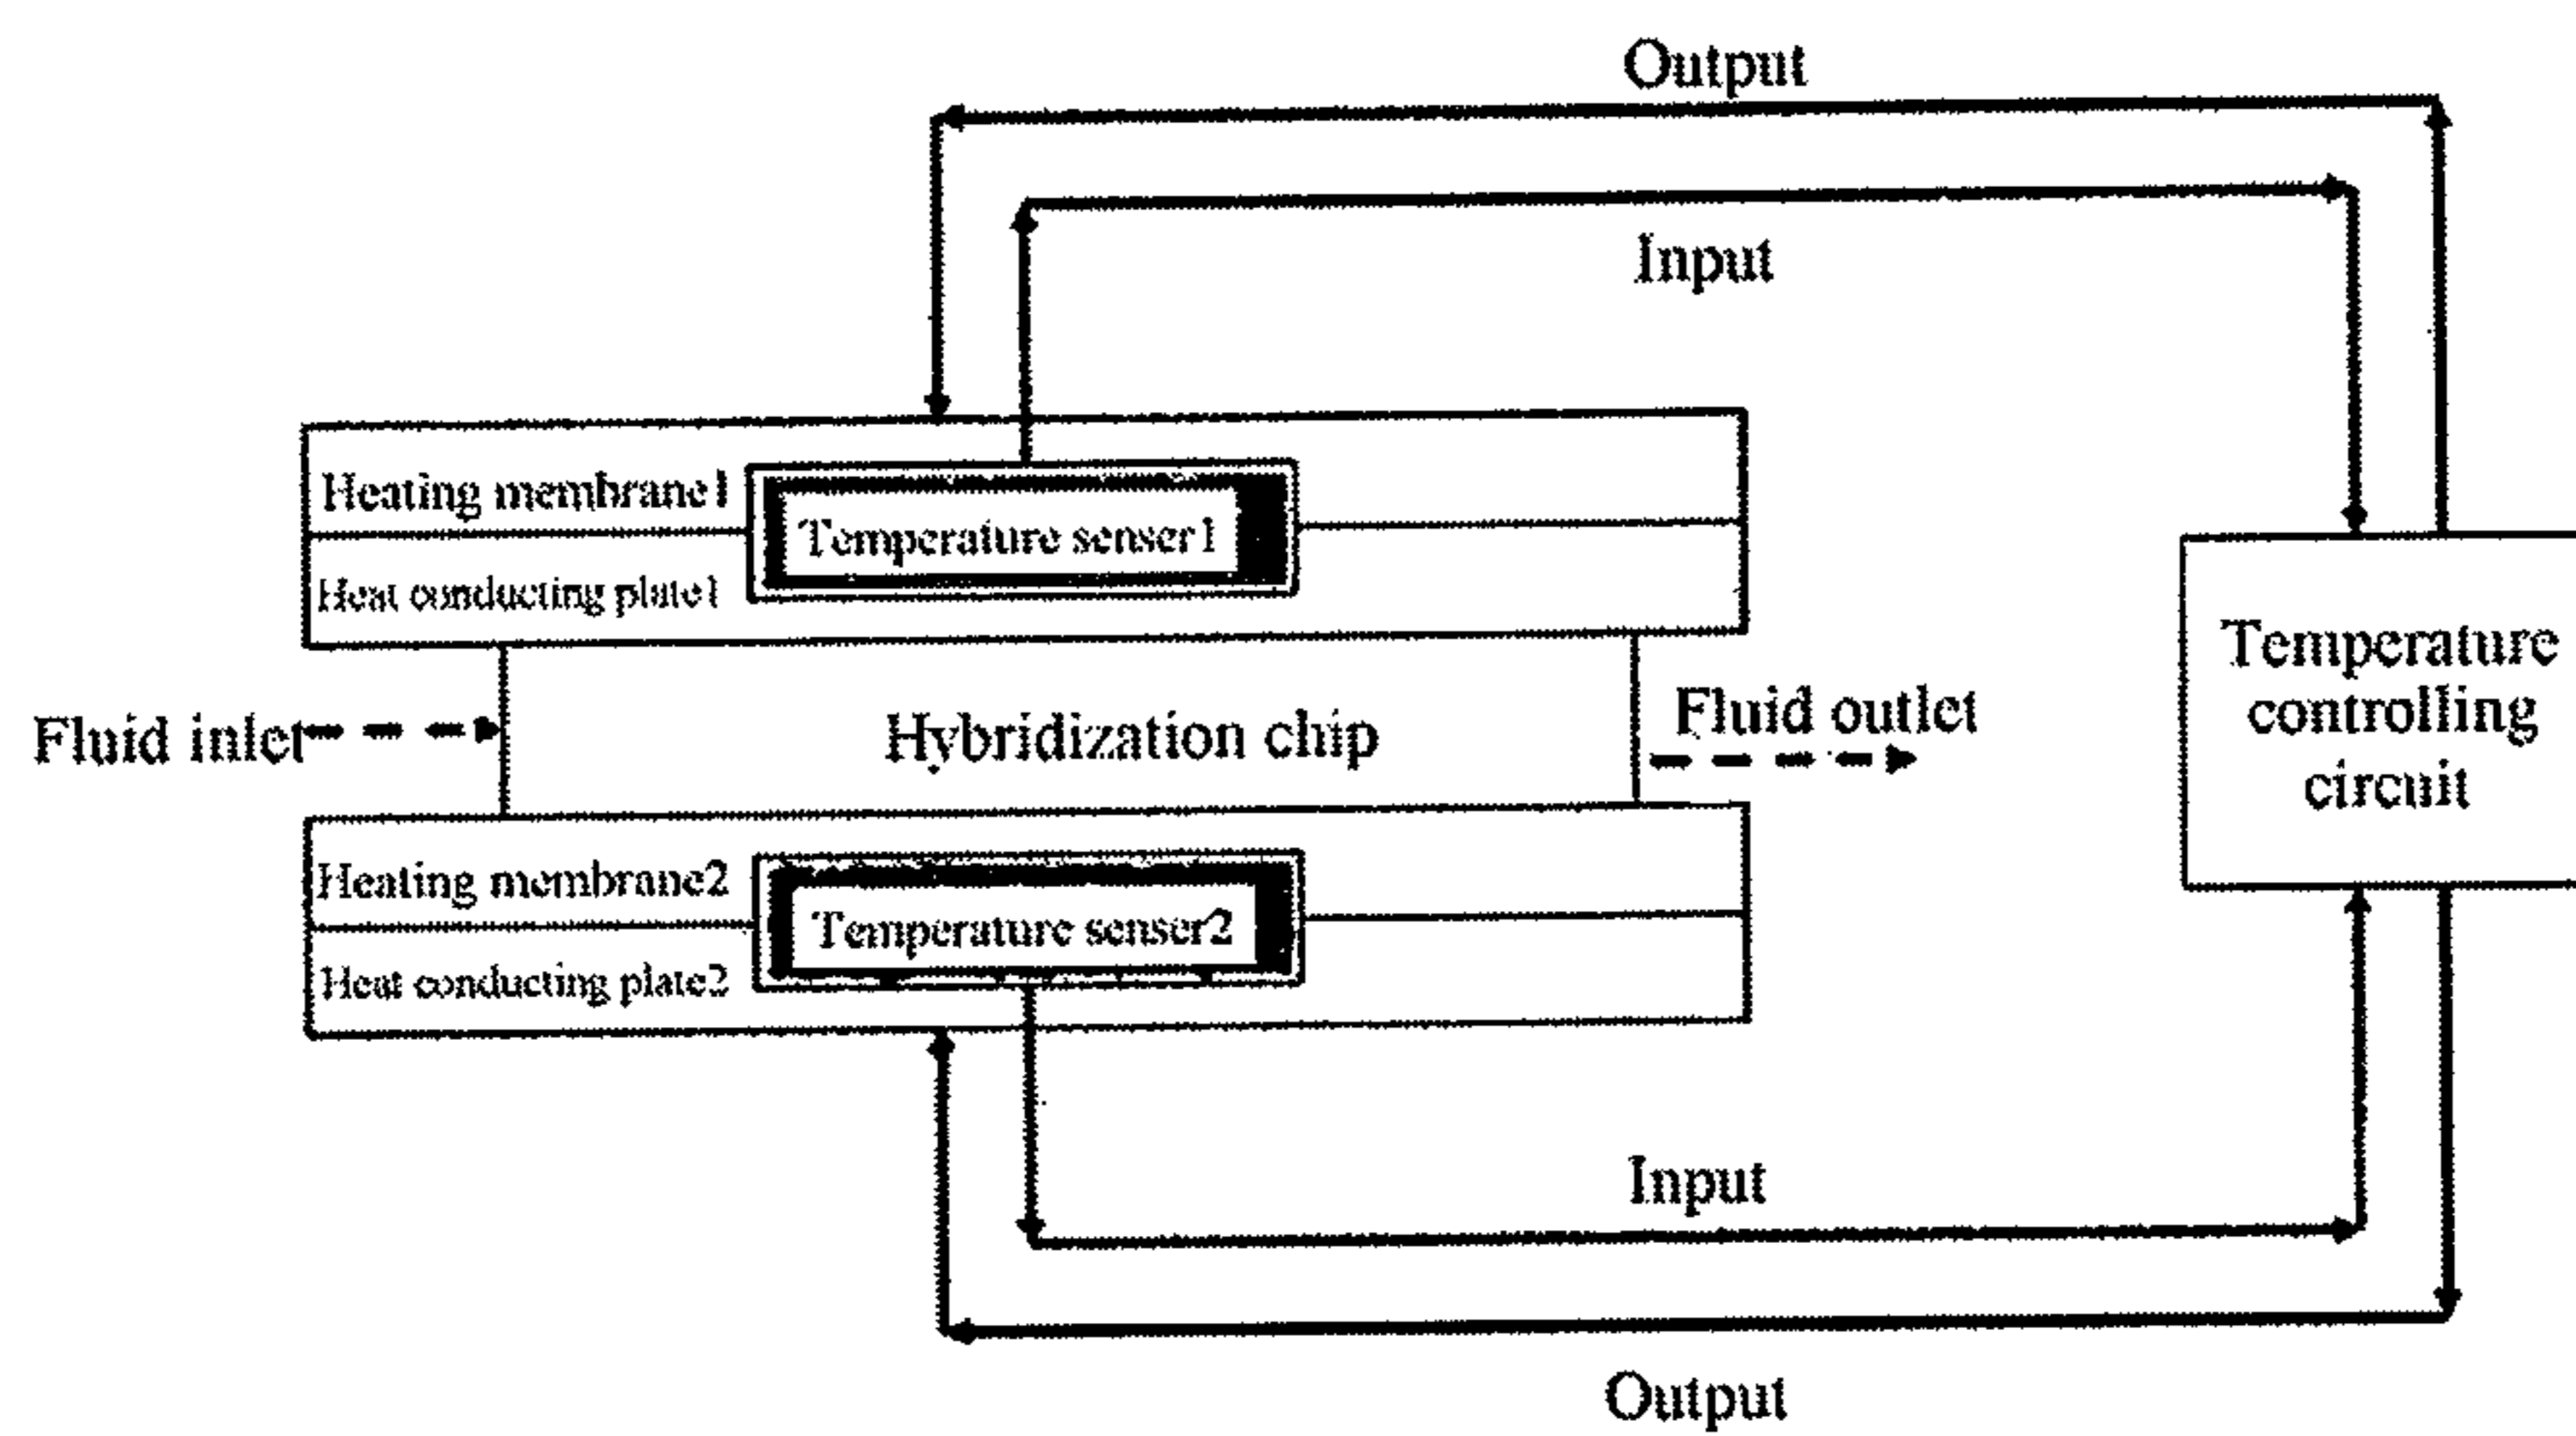 Output
Input
Heating membrane1
Temperature senser1
Heat conducting plate1
Temperature
controlling
circuit
Fluid inlet
Hybridization chip
Fluid outlet
Heating membrane2
Temperature senser2
Heat conducting plate2
Input
Output